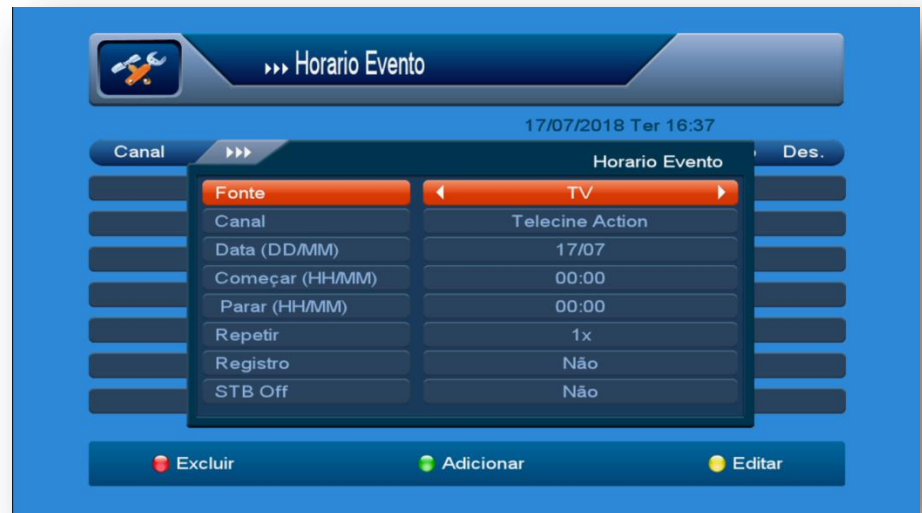 Horario Evento
17/07/2018 Ter 16:37
Canal Des.
Horario Evento
Fonte TV
Canal Telecine Action
Data (DD/MM) 17/07
Começar (HH/MM) 00:00
Parar (HH/MM) 00:00
Repetir 1x
Registro Não
STB Off Não
Excluir Adicionar Editar